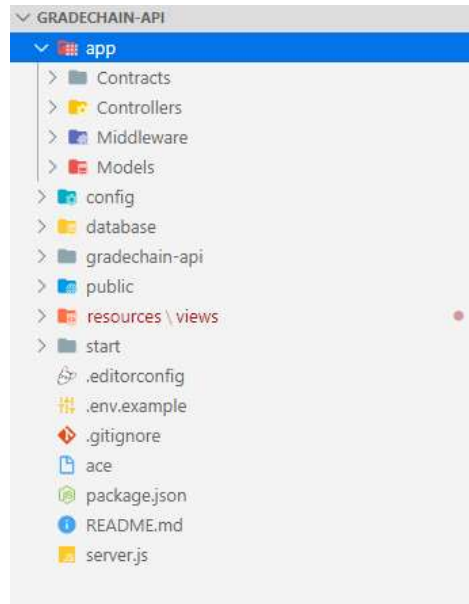 GRADECHAIN-API
app
Contracts
Controllers
Middleware
Models
config
database
gradechain-api
public
resources \ views
start
.editorconfig
.env.example
.gitignore
ace
package.json
README.md
server.js